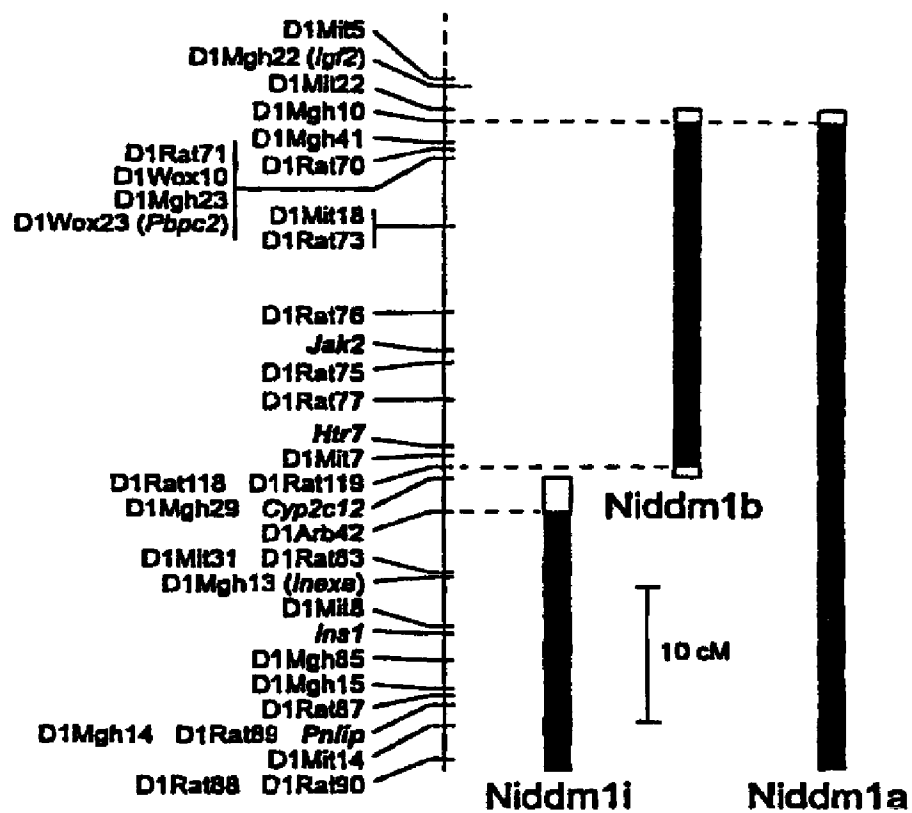 D1Mit5
D1Mgh22 (Igf2)
D1Mit22
D1Mgh10
D1Mgh41
D1Rat71
D1Rat70
D1Wox10
D1Mgh23
D1Wox23 (Pbpc2)
D1Mit18
D1Rat73
D1Rat76
Jak2
D1Rat75
D1Rat77
Htr7
D1Mit7
D1Rat118 D1Rat119
D1Mgh29 Cyp2c12
D1Arb42
D1Mit31 D1Rat83
D1Mgh13 (Inexa)
D1Mit8
Ins1
D1Mgh85
D1Mgh15
D1Rat87
D1Mgh14 D1Rat89 Pnlip
D1Mit14
D1Rat88 D1Rat90
Niddm1b
10 cM
Niddm1i
Niddm1a